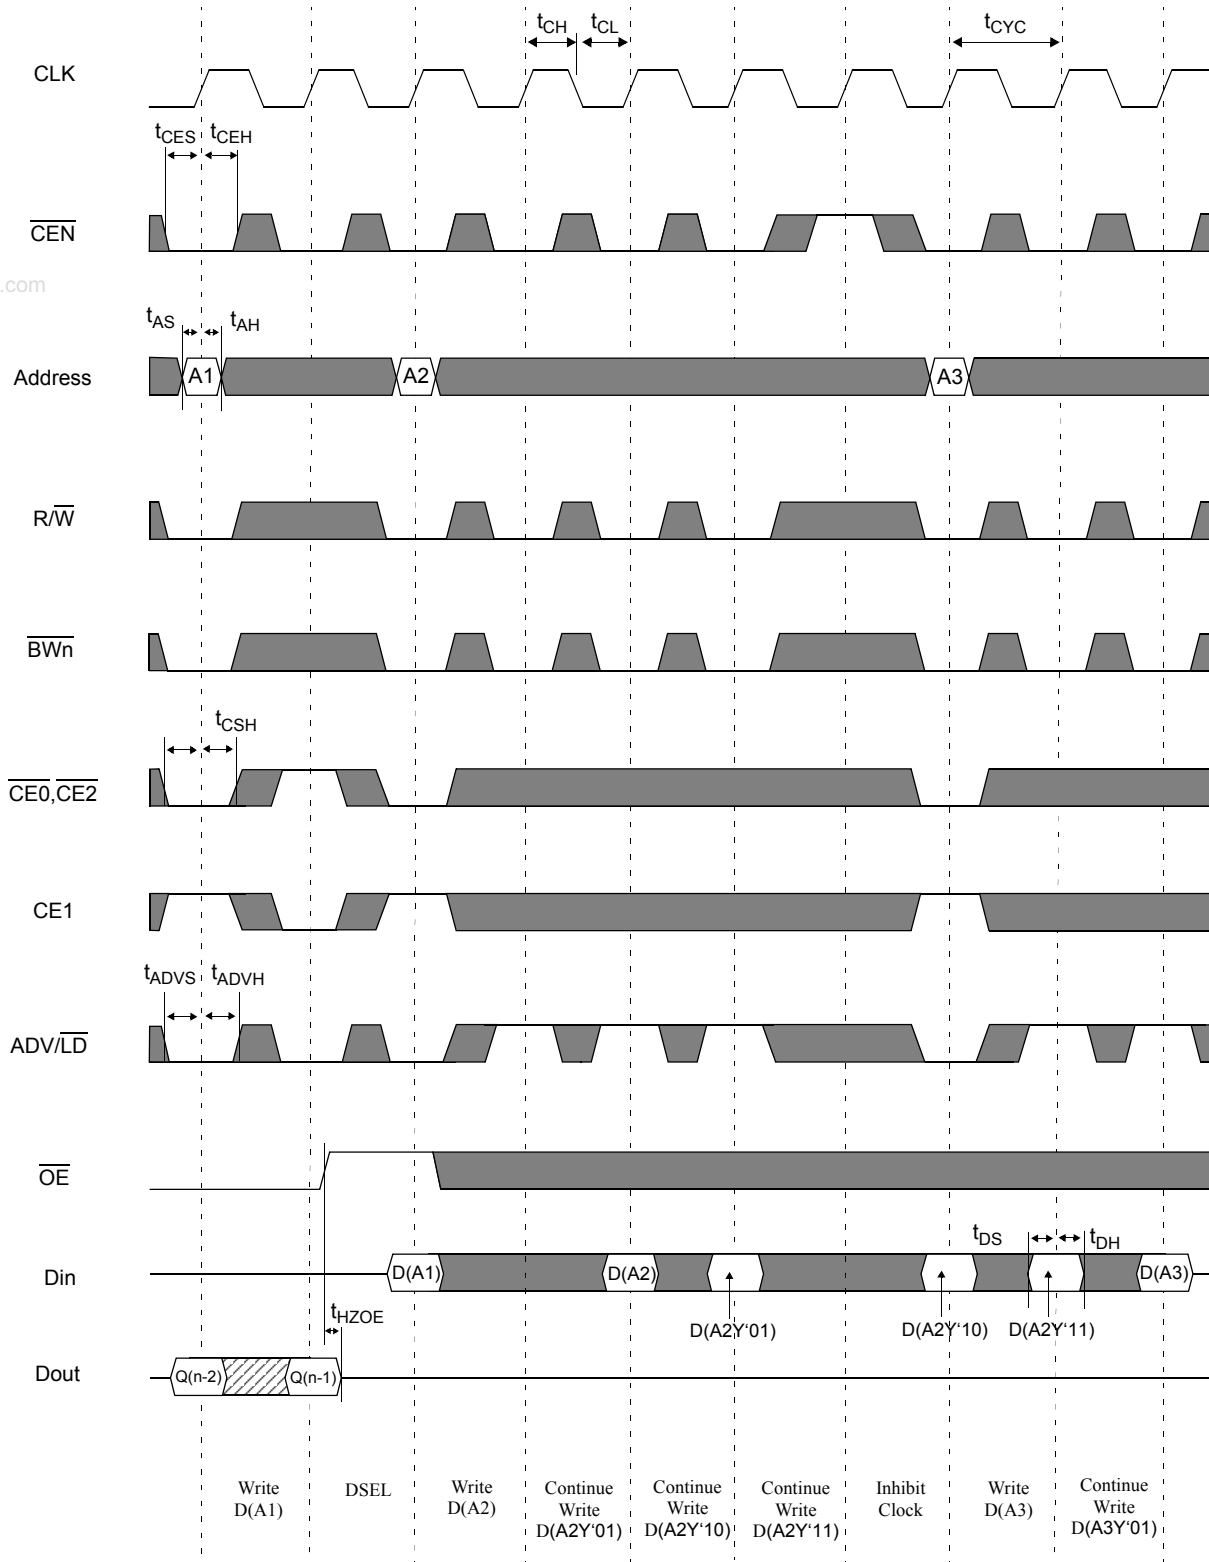 tCH tCL tCYC
CLK
tCES tCEH
CEN
.com
tAS tAH
Address A1 A2 A3
R/W
BWn
tCSH
CE0,CE2
CE1
tADVS tADVH
ADV/LD
OE
tDS tDH
Din D(A1) D(A2) D(A3)
tHZOE
D(A2Y‘01) D(A2Y‘10) D(A2Y‘11)
Dout Q(n-2) Q(n-1)
Write
D(A1)
DSEL
Write
D(A2)
Continue
Write
D(A2Y‘01)
Continue
Write
D(A2Y‘10)
Continue
Write
D(A2Y‘11)
Inhibit
Clock
Write
D(A3)
Continue
Write
D(A3Y‘01)